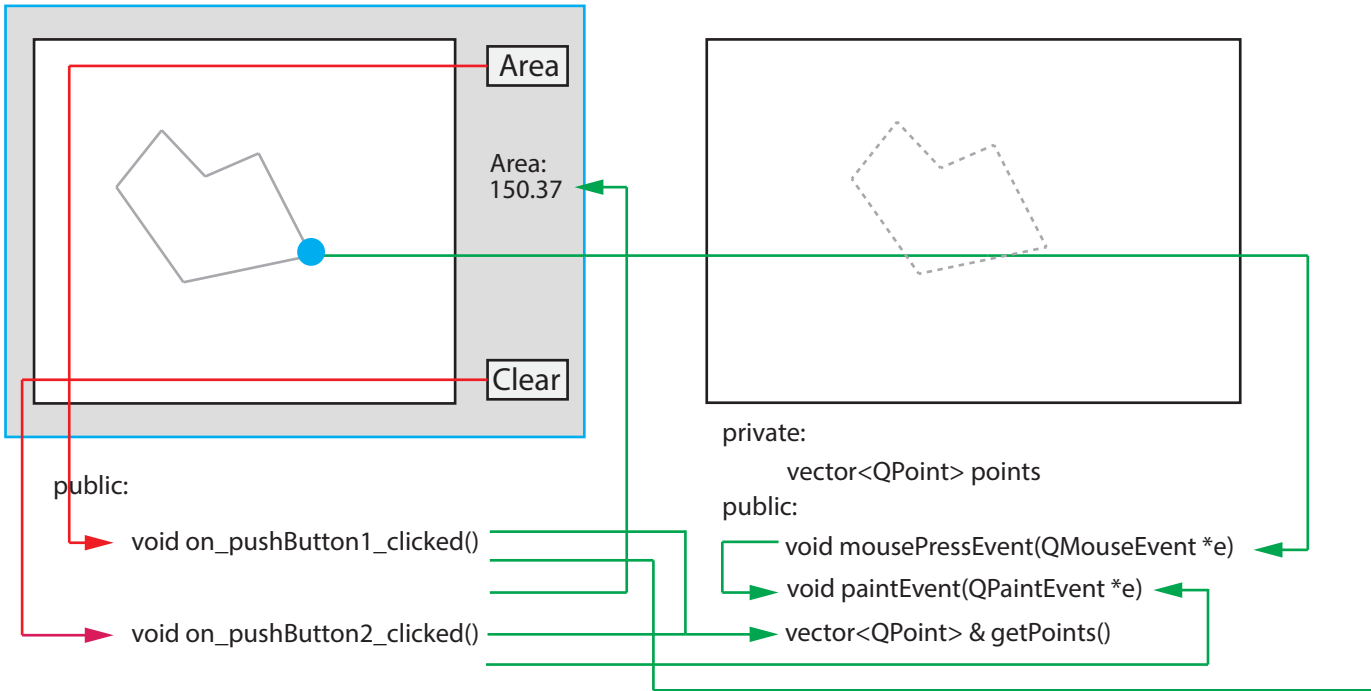 Area
Area:
150.37
Clear
public:
void on_pushButton1_clicked()
void on_pushButton2_clicked()
private:
vector<QPoint> points
public:
void mousePressEvent(QMouseEvent *e)
void paintEvent(QPaintEvent *e)
vector<QPoint> & getPoints()